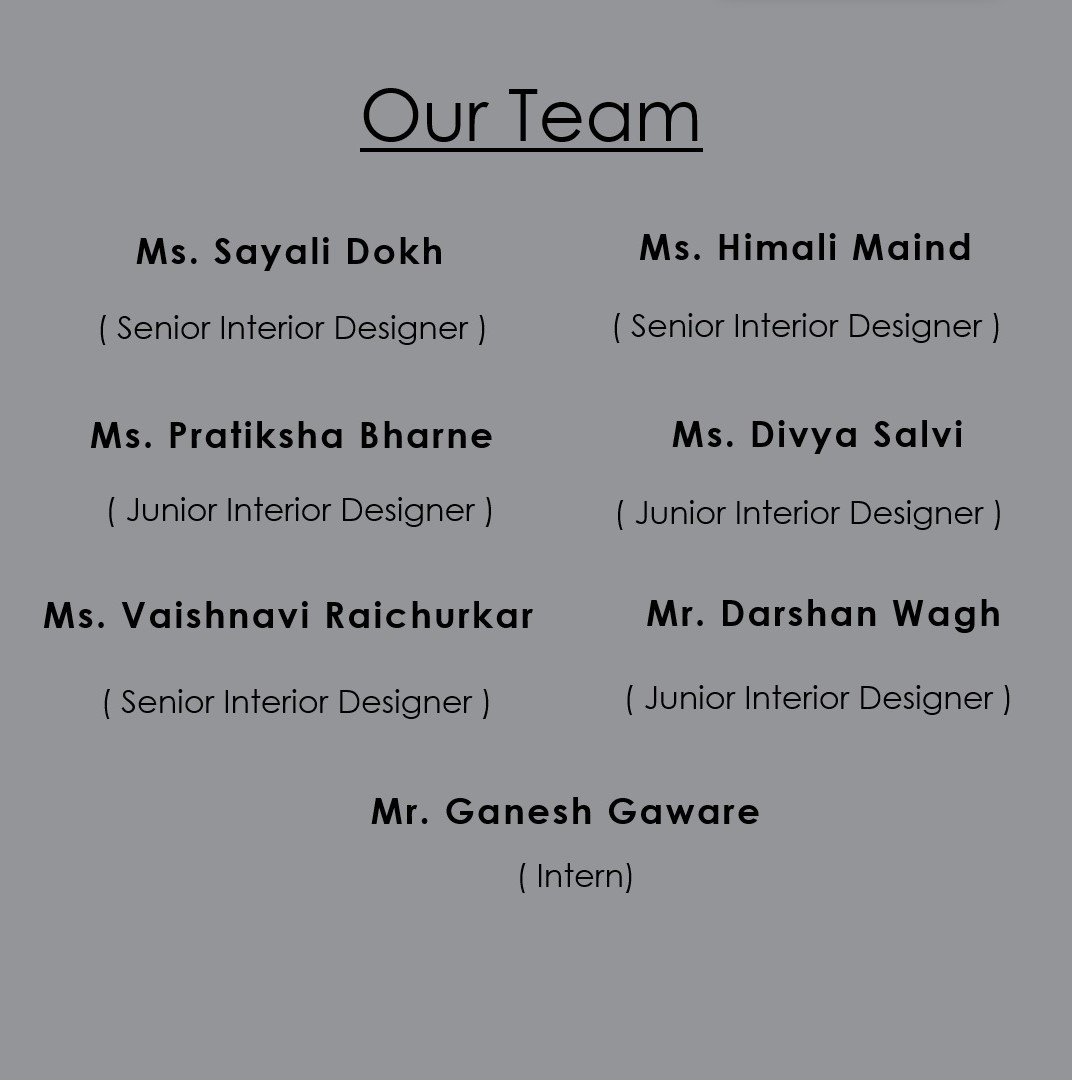 Our Team
Ms. Sayali Dokh
Ms. Himali Maind
( Senior Interior Designer )
( Senior Interior Designer )
Ms. Pratiksha Bharne
Ms. Divya Salvi
( Junior Interior Designer )
( Junior Interior Designer )
Ms. Vaishnavi Raichurkar
Mr. Darshan Wagh
( Senior Interior Designer )
( Junior Interior Designer )
Mr. Ganesh Gaware
( Intern)